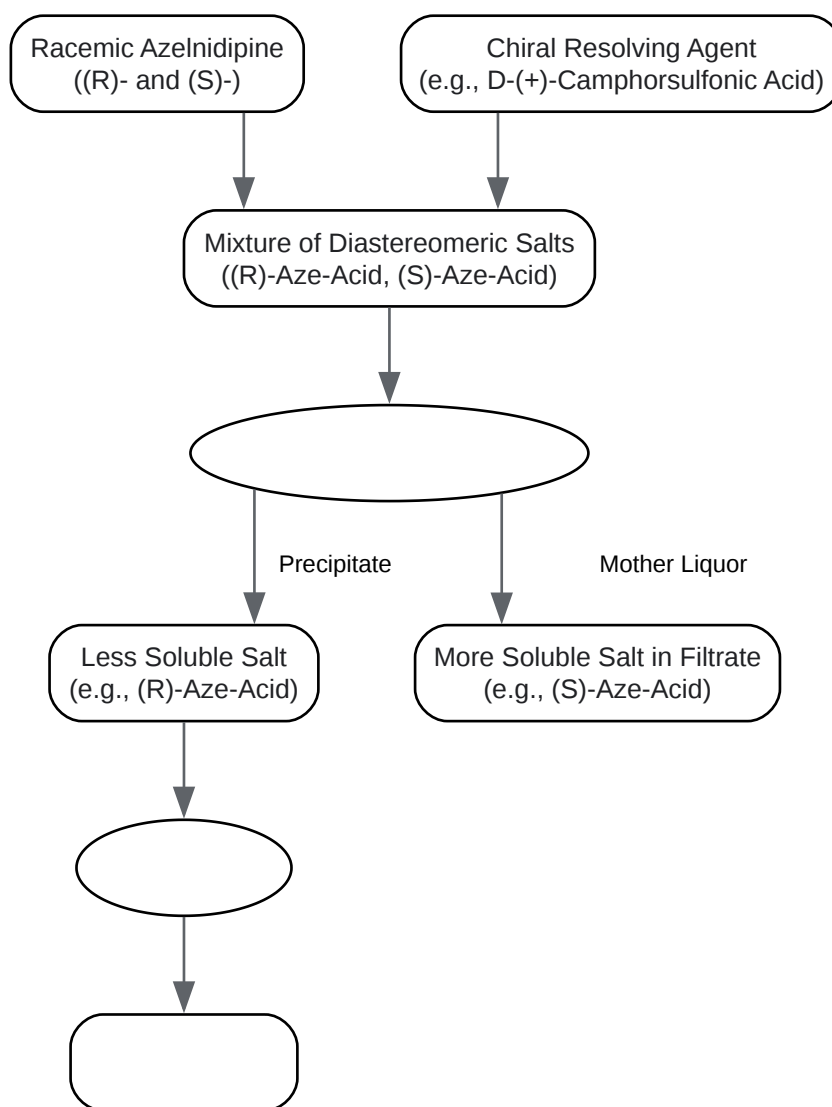 Racemic Azelnidipine
((R)- and (S)-)
Chiral Resolving Agent
(e.g., D-(+)-Camphorsulfonic Acid)
Mixture of Diastereomeric Salts
((R)-Aze-Acid, (S)-Aze-Acid)
Precipitate
Mother Liquor
Less Soluble Salt
(e.g., (R)-Aze-Acid)
More Soluble Salt in Filtrate
(e.g., (S)-Aze-Acid)